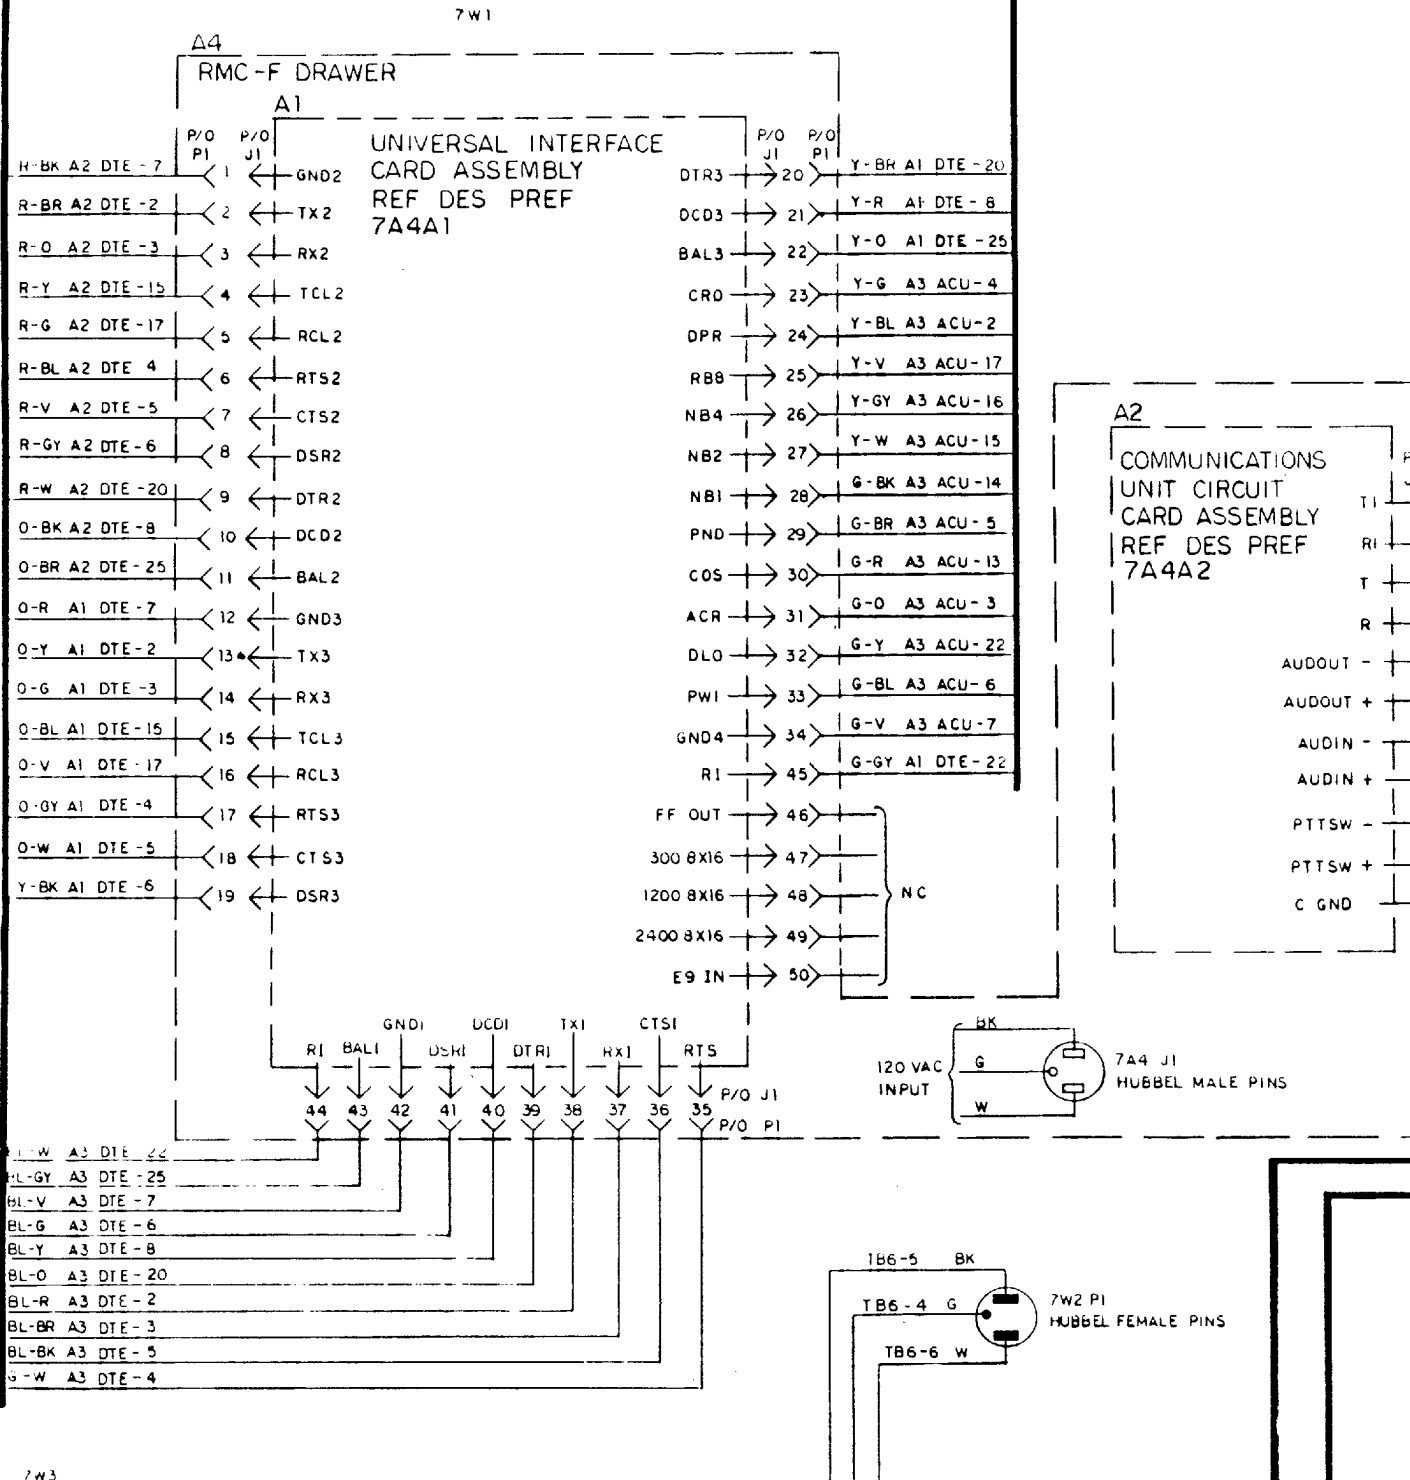 7W1
A4
RMC-F DRAWER
A1
UNIVERSAL INTERFACE
CARD ASSEMBLY
REF DES PREF
7A4A1
P/O P1
P/O J1
P/O J1
P/O P1
R-BK A2 DTE-7 1 GND2
R-BR A2 DTE-2 2 TX2
R-O A2 DTE-3 3 RX2
R-Y A2 DTE-15 4 TCL2
R-G A2 DTE-17 5 RCL2
R-BL A2 DTE 4 6 RTS2
R-V A2 DTE-5 7 CTS2
R-GY A2 DTE-6 8 DSR2
R-W A2 DTE-20 9 DTR2
O-BK A2 DTE-8 10 DCD2
O-BR A2 DTE-25 11 BAL2
O-R A1 DTE-7 12 GND3
O-Y A1 DTE-2 13 TX3
O-G A1 DTE-3 14 RX3
O-BL A1 DTE-15 15 TCL3
O-V A1 DTE-17 16 RCL3
O-GY A1 DTE-4 17 RTS3
O-W A1 DTE-5 18 CTS3
Y-BK A1 DTE-6 19 DSR3
DTR3 20 Y-BR A1 DTE-20
DCD3 21 Y-R A1 DTE-8
BAL3 22 Y-O A1 DTE-25
CRQ 23 Y-G A3 ACU-4
DPR 24 Y-BL A3 ACU-2
RB8 25 Y-V A3 ACU-17
NB4 26 Y-GY A3 ACU-16
NB2 27 Y-W A3 ACU-15
NB1 28 G-BK A3 ACU-14
PND 29 G-BR A3 ACU-5
COS 30 G-R A3 ACU-13
ACR 31 G-O A3 ACU-3
DLO 32 G-Y A3 ACU-22
PWI 33 G-BL A3 ACU-6
GND4 34 G-V A3 ACU-7
RI 45 G-GY A1 DTE-22
FF OUT 46
300 8X16 47
1200 8X16 48
2400 8X16 49
E9 IN 50
NC
GND1 DCD1 TX1 CTS1
RI BAL1 DSR1 DTR1 RX1 RTS
P/O J1
44 43 42 41 40 39 38 37 36 35
P/O P1
-W A3 DTE 22
BL-GY A3 DTE-25
BL-V A3 DTE-7
BL-G A3 DTE-6
BL-Y A3 DTE-8
BL-O A3 DTE-20
BL-R A3 DTE-2
BL-BR A3 DTE-3
BL-BK A3 DTE-5
G-W A3 DTE-4
7W3
A2
COMMUNICATIONS
UNIT CIRCUIT
CARD ASSEMBLY
REF DES PREF
7A4A2
T1
R1
T
R
AUDOUT -
AUDOUT +
AUDIN -
AUDIN +
PTTSW -
PTTSW +
C GND
120 VAC
INPUT
BK
G
W
7A4 J1
HUBBEL MALE PINS
TB6-5 BK
TB6-4 G
TB6-6 W
7W2 P1
HUBBEL FEMALE PINS